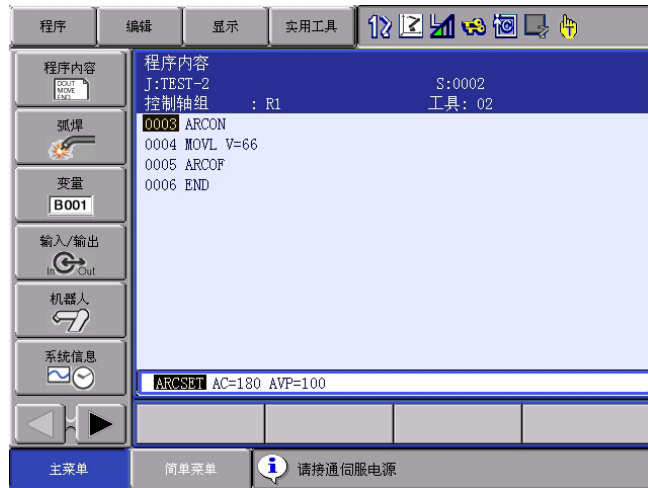 程序 编辑 显示 实用工具
程序内容
DOUT
MOVE
END
弧焊
变量
B001
输入/输出
In Out
机器人
系统信息
程序内容
J:TEST-2 S:0002
控制轴组 : R1 工具: 02
0003 ARCON
0004 MOVL V=66
0005 ARCOF
0006 END
ARCSET AC=180 AVP=100
主菜单 简单菜单 请接通伺服电源